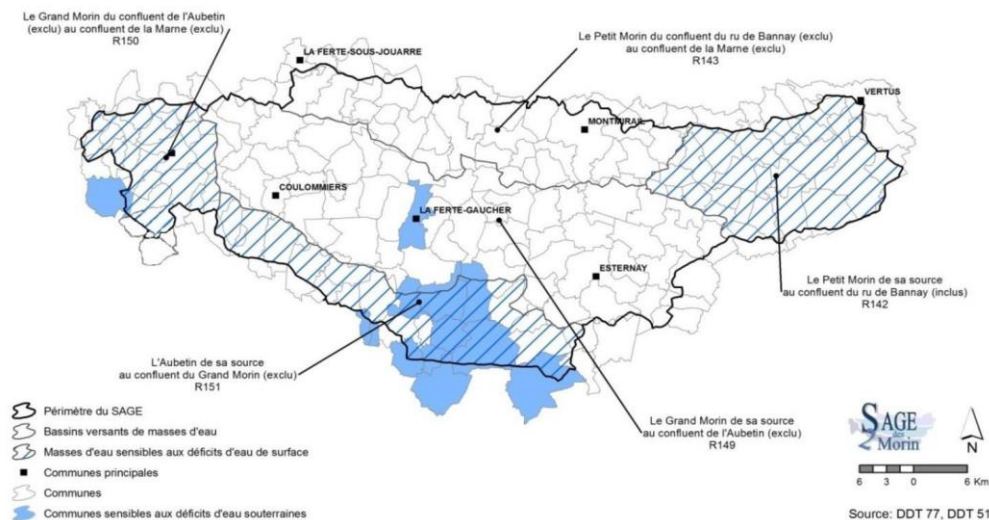 Le Grand Morin du confluent de l'Aubetin
(exclu) au confluent de la Marne (exclu)
R150
Le Petit Morin du confluent du ru de Bannay (exclu)
au confluent de la Marne (exclu)
R143
LA FERTE-SOUS-JOUARRE
VERTUS
MONTMIRAIL
COULOMMIERS
LA FERTE-GAUCHER
ESTERNAY
Le Petit Morin de sa source
au confluent du ru de Bannay (inclus)
R142
L'Aubetin de sa source
au confluent du Grand Morin (exclu)
R151
Le Grand Morin de sa source
au confluent de l'Aubetin (exclu)
R149
Périmètre du SAGE
Bassins versants de masses d'eau
Masses d'eau sensibles aux déficits d'eau de surface
Communes principales
Communes
Communes sensibles aux déficits d'eau souterraines
SAGE
des
2 Morin
N
6 3 0 6 Km
Source: DDT 77, DDT 51